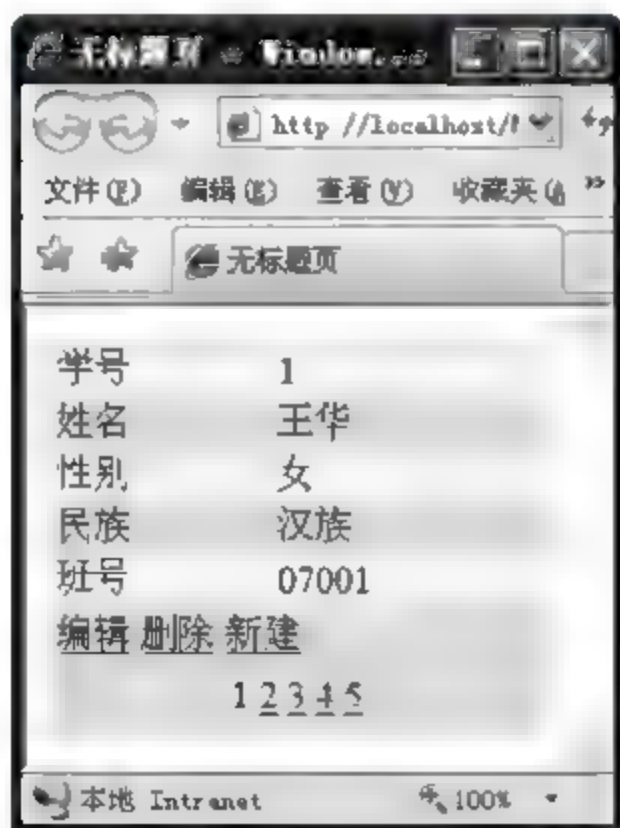 无标题页 - Window...
http //localhost/
文件(F) 编辑(E) 查看(V) 收藏夹(A »
无标题页
学号 1
姓名 王华
性别 女
民族 汉族
班号 07001
编辑 删除 新建
1 2 3 4 5
本地 Intranet 100%